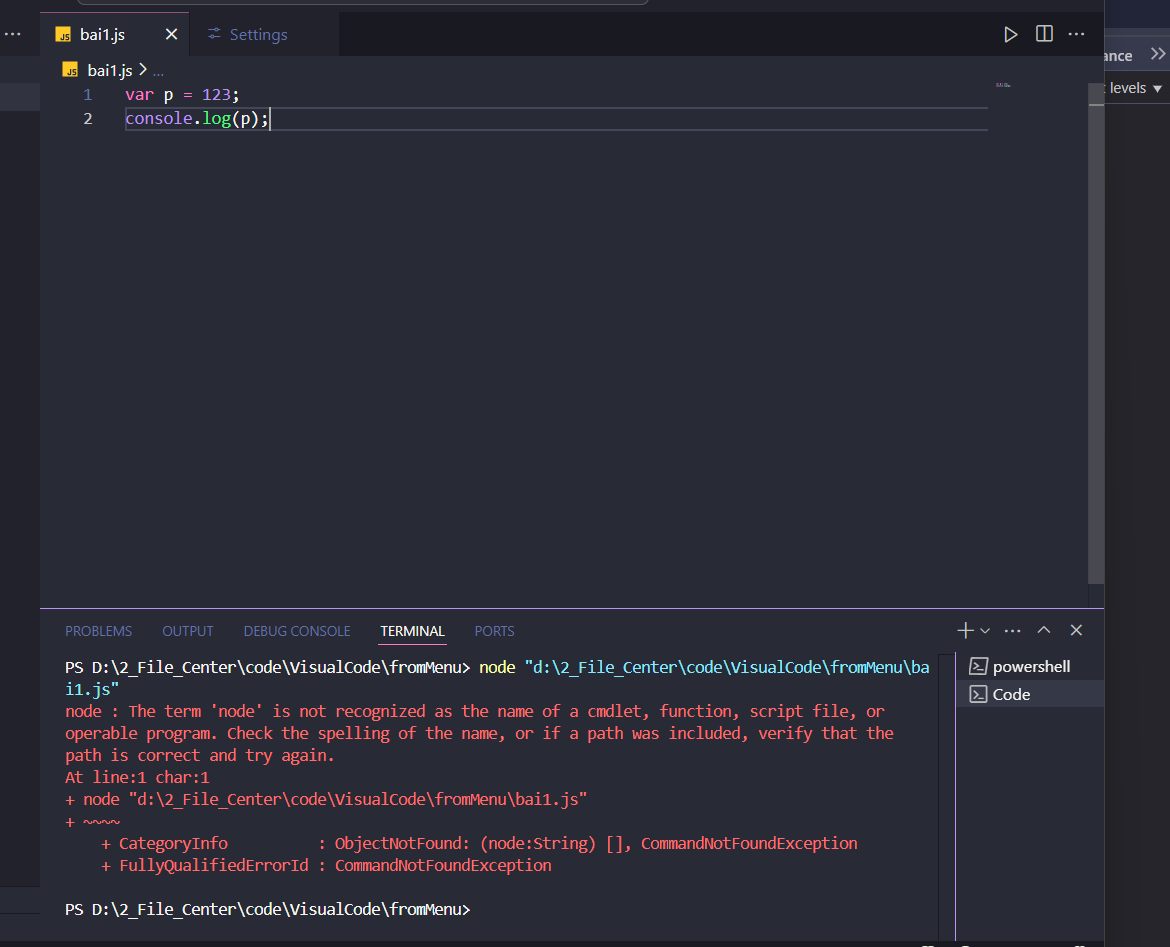 bai1.js
Settings
ance
bai1.js
...
levels
1 var p = 123;
2 console.log(p);
PROBLEMS OUTPUT DEBUG CONSOLE TERMINAL PORTS
PS D:\2_File_Center\code\VisualCode\fromMenu> node "d:\2_File_Center\code\VisualCode\fromMenu\ba
i1.js"
node : The term 'node' is not recognized as the name of a cmdlet, function, script file, or
operable program. Check the spelling of the name, or if a path was included, verify that the
path is correct and try again.
At line:1 char:1
+ node "d:\2_File_Center\code\VisualCode\fromMenu\bai1.js"
+ ~~~~
    + CategoryInfo          : ObjectNotFound: (node:String) [], CommandNotFoundException
    + FullyQualifiedErrorId : CommandNotFoundException
PS D:\2_File_Center\code\VisualCode\fromMenu>
powershell
Code